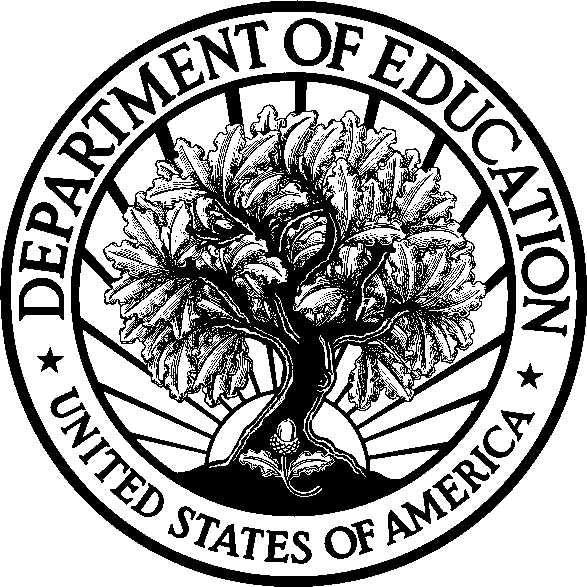 DEPARTMENT OF EDUCATION
UNITED STATES OF AMERICA